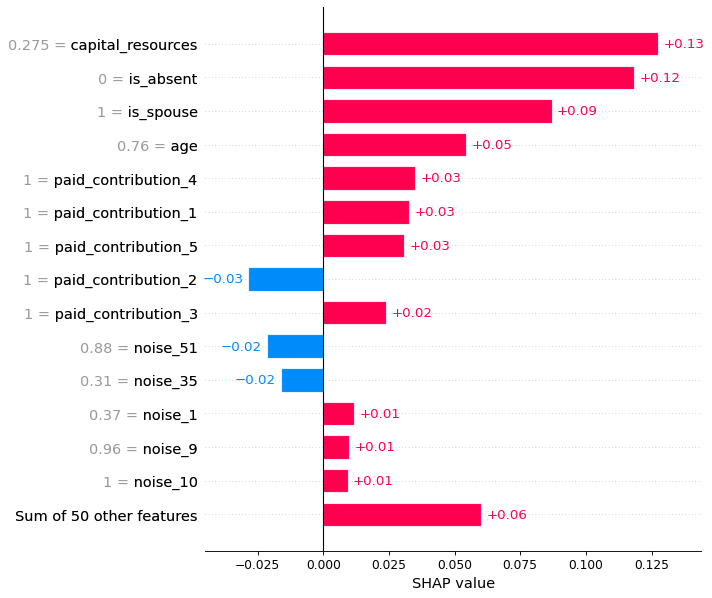 0.275 = capital_resources +0.13
0 = is_absent +0.12
1 = is_spouse +0.09
0.76 = age +0.05
1 = paid_contribution_4 +0.03
1 = paid_contribution_1 +0.03
1 = paid_contribution_5 +0.03
1 = paid_contribution_2 −0.03
1 = paid_contribution_3 +0.02
0.88 = noise_51 −0.02
0.31 = noise_35 −0.02
0.37 = noise_1 +0.01
0.96 = noise_9 +0.01
1 = noise_10 +0.01
Sum of 50 other features +0.06
−0.025 0.000 0.025 0.050 0.075 0.100 0.125
SHAP value